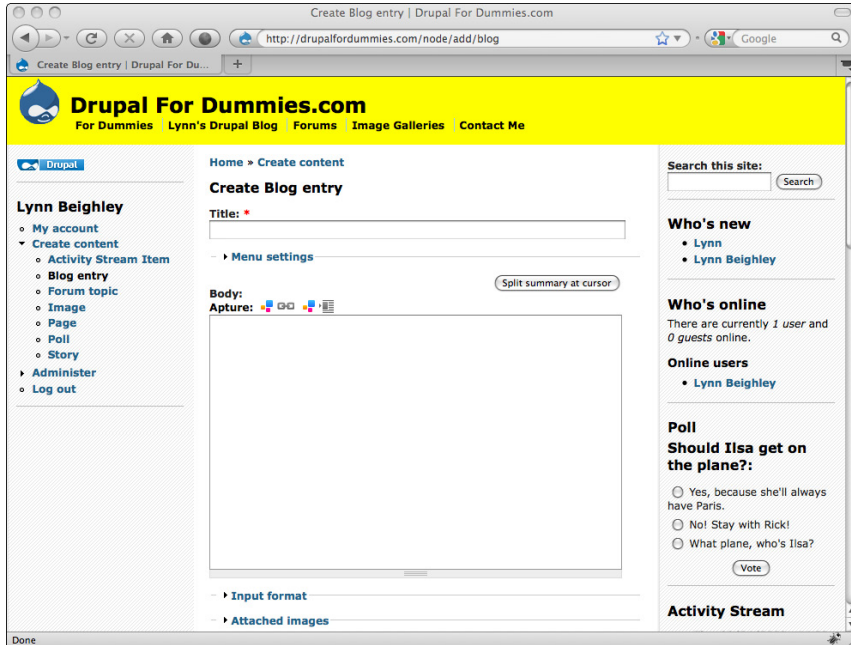 Create Blog entry | Drupal For Dummies.com
http://drupalfordummies.com/node/add/blog
Google
Create Blog entry | Drupal For Du...
Drupal For Dummies.com
For Dummies Lynn's Drupal Blog Forums Image Galleries Contact Me
Drupal
Lynn Beighley
My account
Create content
Activity Stream Item
Blog entry
Forum topic
Image
Page
Poll
Story
Administer
Log out
Home » Create content
Create Blog entry
Title: *
Menu settings
Split summary at cursor
Body:
Apture:
Input format
Attached images
Search this site:
Search
Who's new
Lynn
Lynn Beighley
Who's online
There are currently 1 user and
0 guests online.
Online users
Lynn Beighley
Poll
Should Ilsa get on
the plane?:
Yes, because she'll always
have Paris.
No! Stay with Rick!
What plane, who's Ilsa?
Vote
Activity Stream
Done